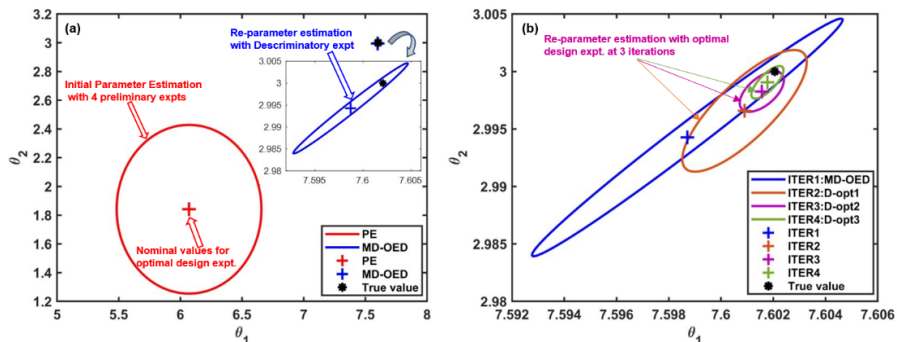 (a)
Initial Parameter Estimation
with 4 preliminary expts
Re-parameter estimation
with Descriminatory expt
Nominal values for
optimal design expt.
3.2
3
2.8
2.6
2.4
2.2
2
1.8
1.6
1.4
1.2
θ2
5
5.5
6
6.5
7
7.5
8
θ1
3.005
3
2.995
2.99
2.985
2.98
7.595
7.6
7.605
PE
MD-OED
PE
MD-OED
True value
(b)
Re-parameter estimation with optimal
design expt. at 3 iterations
3.005
3
2.995
2.99
2.985
2.98
θ2
7.592
7.594
7.596
7.598
7.6
7.602
7.604
7.606
θ1
ITER1:MD-OED
ITER2:D-opt1
ITER3:D-opt2
ITER4:D-opt3
ITER1
ITER2
ITER3
ITER4
True value